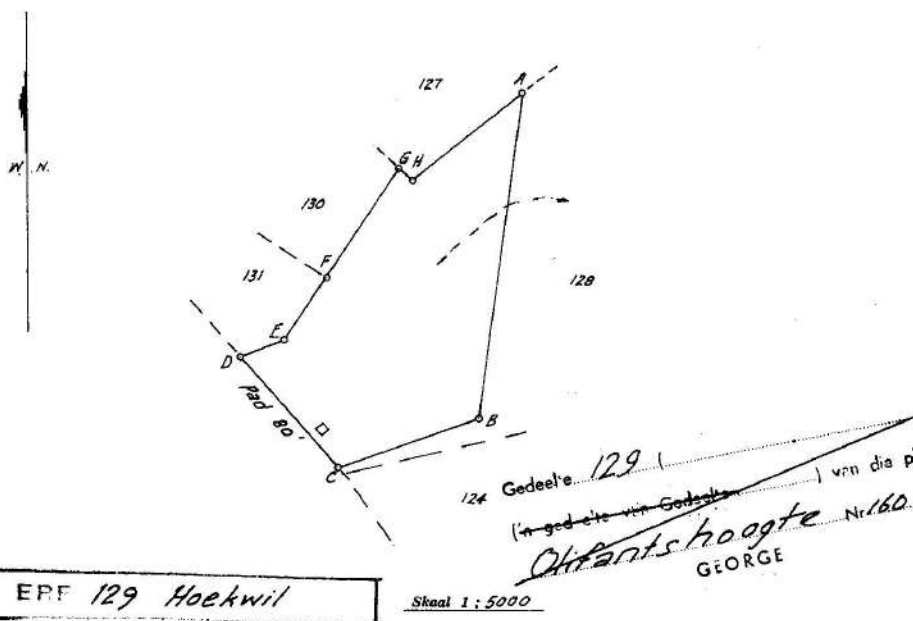 A
127
W. N.
G H
130
F
131
128
E
D
Pad 80'
B
C
124
Gedeelte 129 (
('n gedeelte van Gedeelte ) van die p
Olifantshoogte Nr 160
GEORGE
ERF 129 Hoekwil
Skaal 1 : 5000